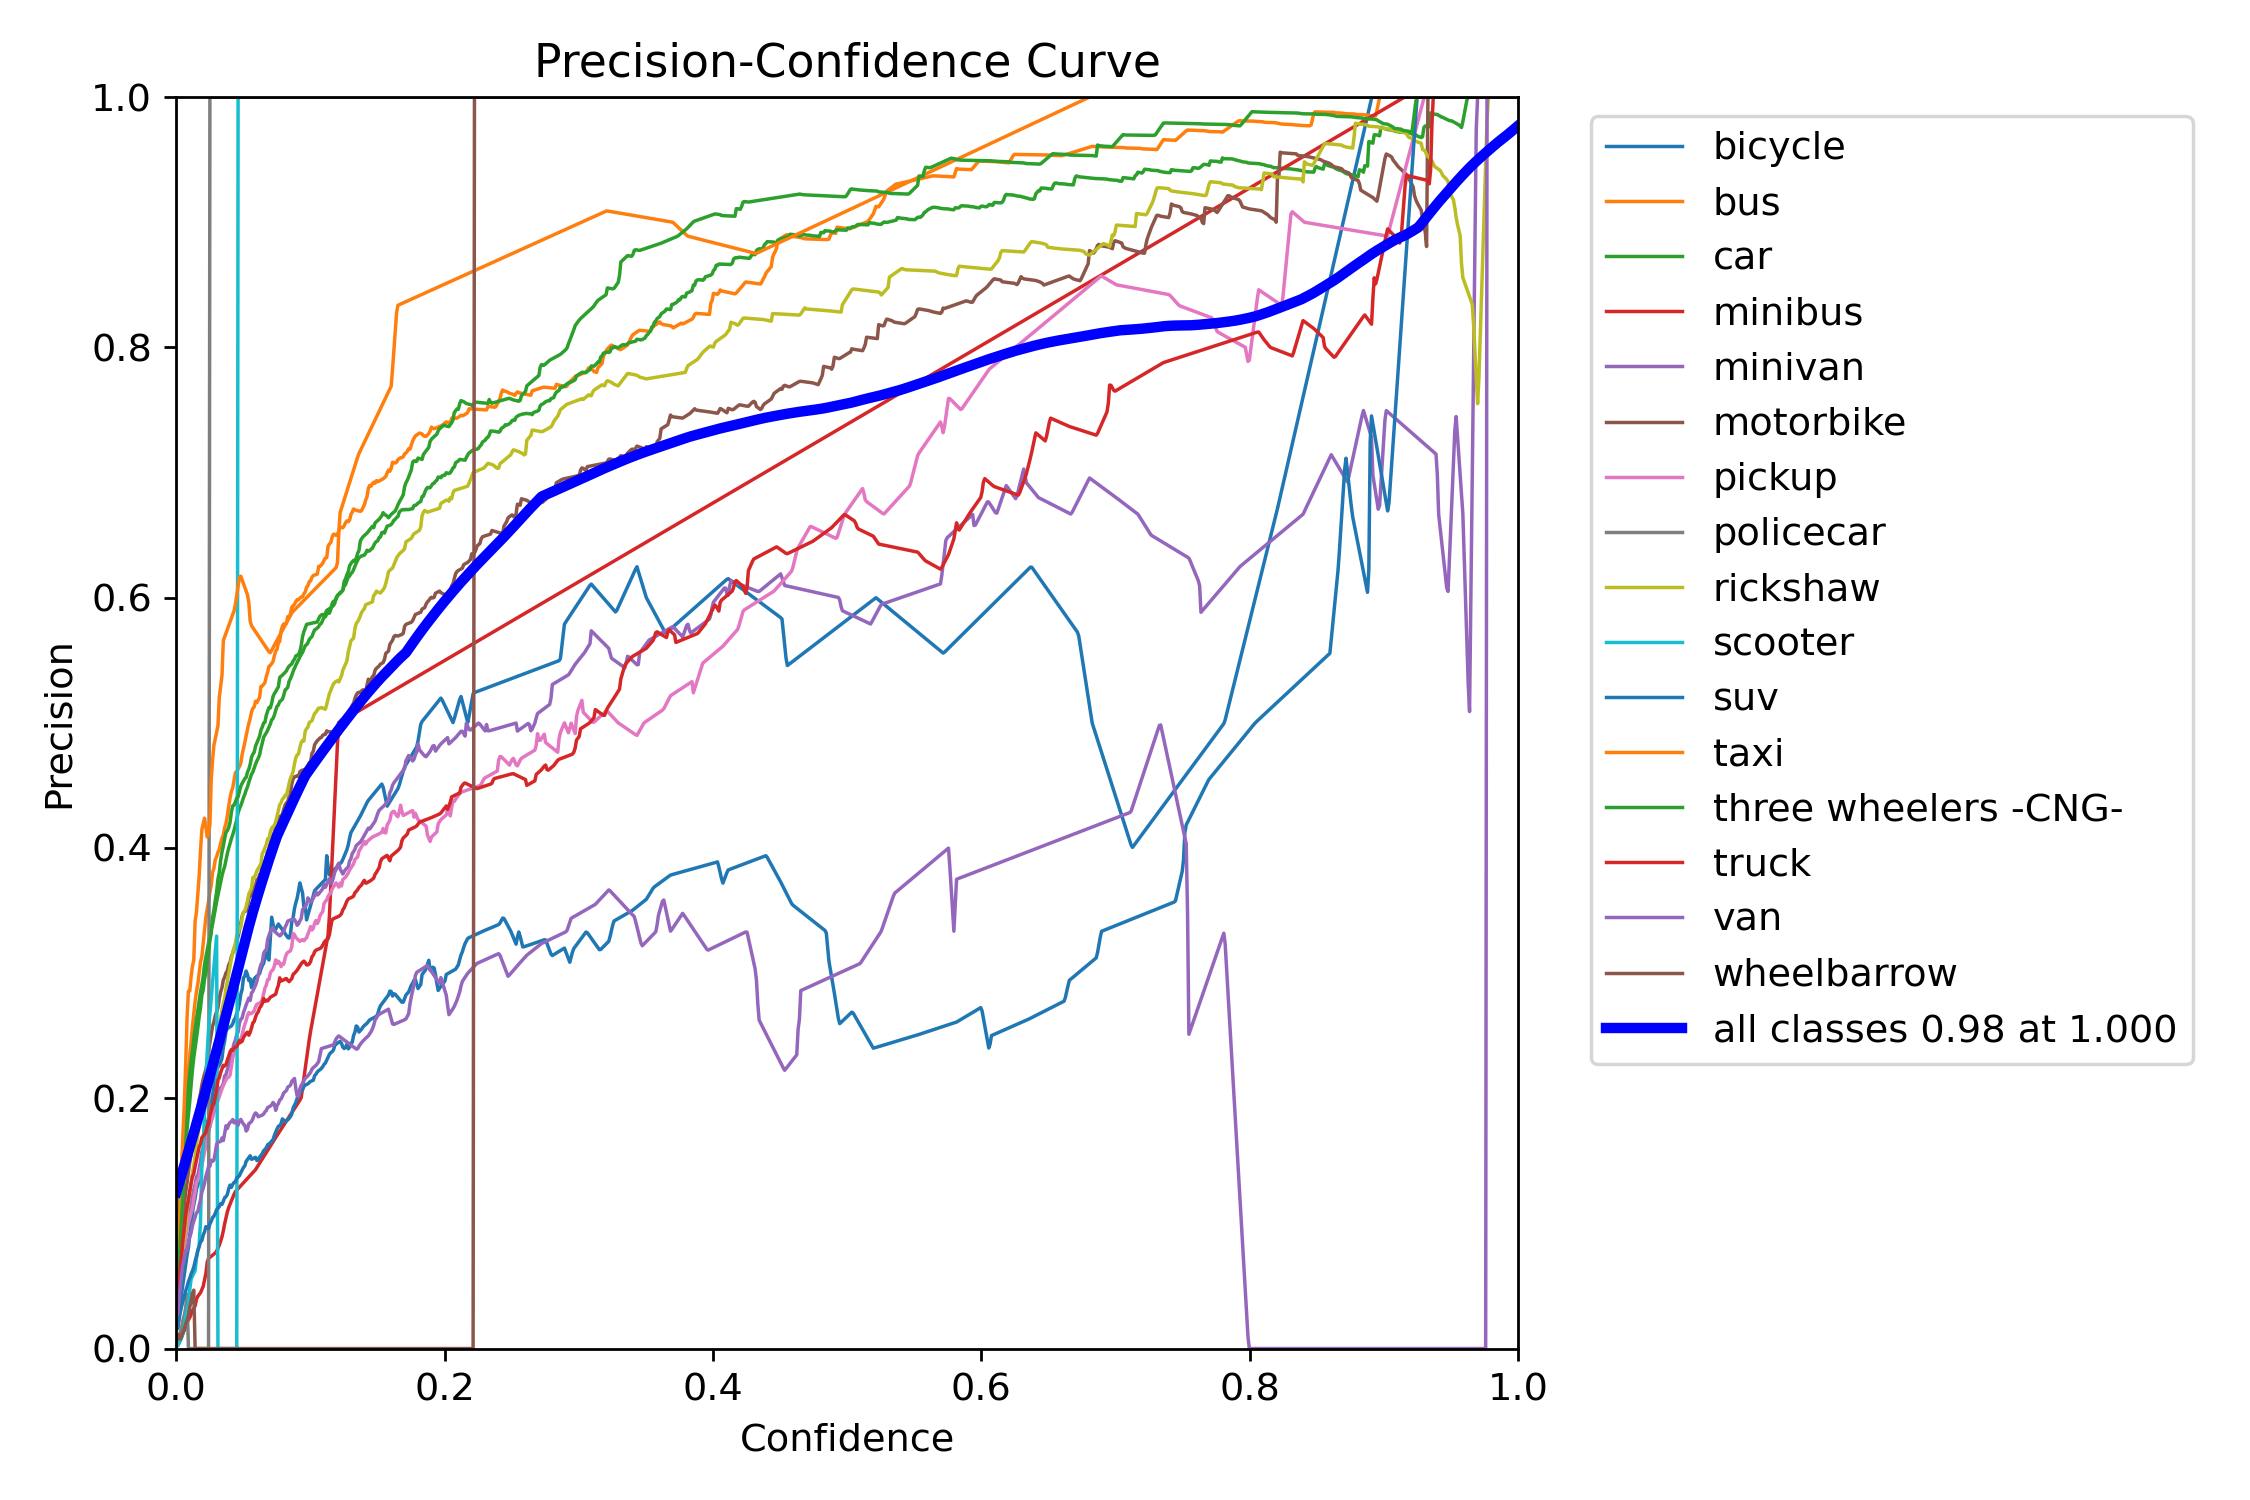 Precision-Confidence Curve
1.0
0.8
0.6
0.4
0.2
0.0
Precision
0.0 0.2 0.4 0.6 0.8 1.0
Confidence
bicycle
bus
car
minibus
minivan
motorbike
pickup
policecar
rickshaw
scooter
suv
taxi
three wheelers -CNG-
truck
van
wheelbarrow
all classes 0.98 at 1.000